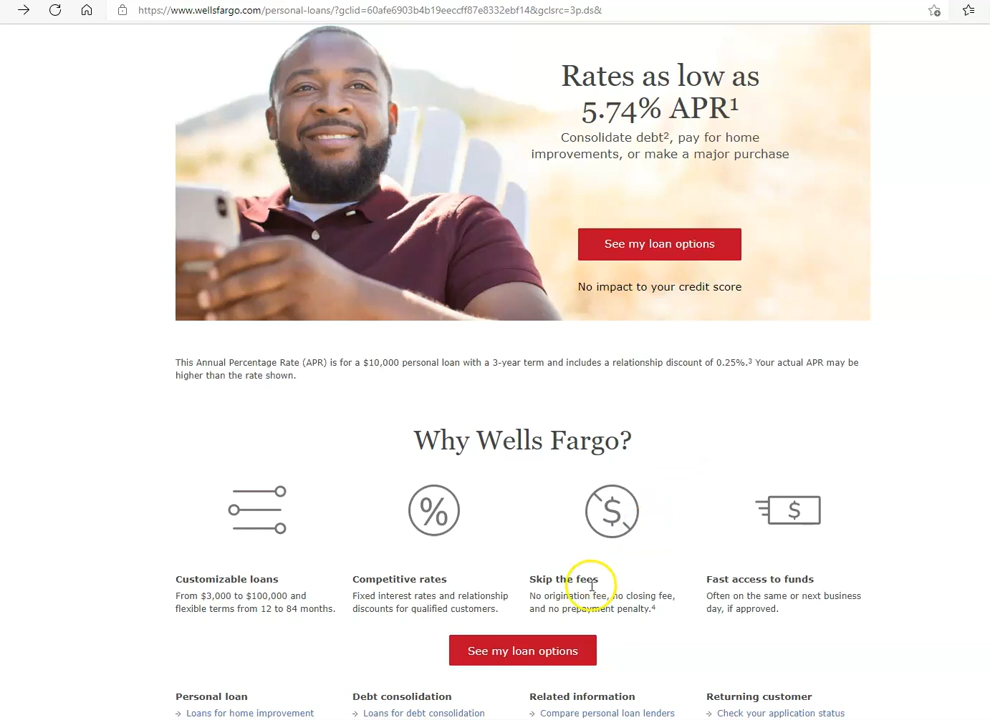 https://www.wellsfargo.com/personal-loans/?gclid=60afe6903b4b19eeccff87e8332ebf14&gclsrc=3p.ds&
Rates as low as
5.74% APR¹
Consolidate debt², pay for home
improvements, or make a major purchase
See my loan options
No impact to your credit score
This Annual Percentage Rate (APR) is for a $10,000 personal loan with a 3-year term and includes a relationship discount of 0.25%.³ Your actual APR may be
higher than the rate shown.
Why Wells Fargo?
%
$
$
Customizable loans
From $3,000 to $100,000 and
flexible terms from 12 to 84 months.
Competitive rates
Fixed interest rates and relationship
discounts for qualified customers.
Skip the fees
No origination fee, no closing fee,
and no prepayment penalty.⁴
Fast access to funds
Often on the same or next business
day, if approved.
See my loan options
Personal loan
Loans for home improvement
Debt consolidation
Loans for debt consolidation
Related information
Compare personal loan lenders
Returning customer
Check your application status